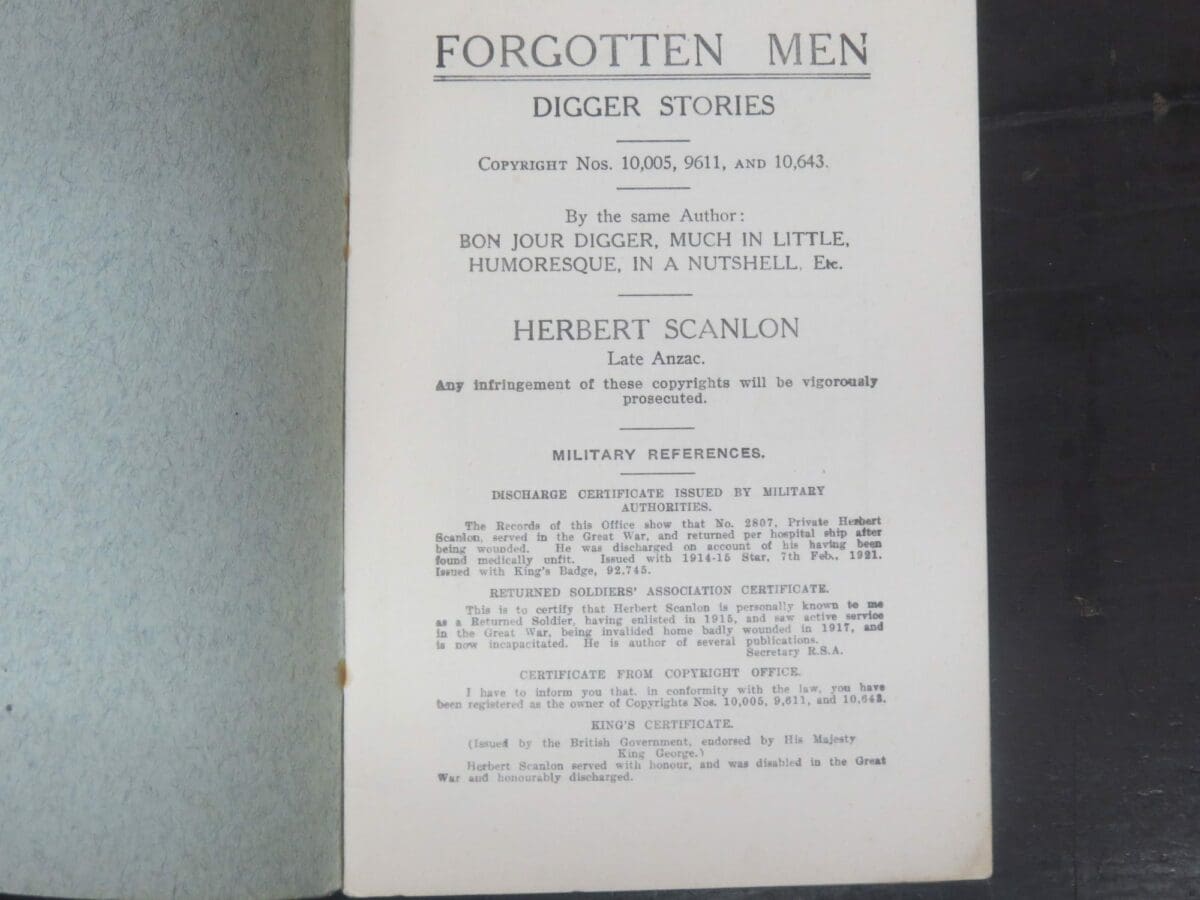 FORGOTTEN MEN
DIGGER STORIES
COPYRIGHT Nos. 10,005, 9611, AND 10,643.
By the same Author:
BON JOUR DIGGER, MUCH IN LITTLE,
HUMORESQUE, IN A NUTSHELL, Etc.
HERBERT SCANLON
Late Anzac.
Any infringement of these copyrights will be vigorously
prosecuted.
MILITARY REFERENCES.
DISCHARGE CERTIFICATE ISSUED BY MILITARY
AUTHORITIES.
The Records of this Office show that No. 2807, Private Herbert
Scanlon, served in the Great War, and returned per hospital ship after
being wounded. He was discharged on account of his having been
found medically unfit. Issued with 1914-15 Star, 7th Feb., 1921.
Issued with King's Badge, 92.745.
RETURNED SOLDIERS' ASSOCIATION CERTIFICATE.
This is to certify that Herbert Scanlon is personally known to me
as a Returned Soldier, having enlisted in 1915, and saw active service
in the Great War, being invalided home badly wounded in 1917, and
is now incapacitated. He is author of several publications.
Secretary R.S.A.
CERTIFICATE FROM COPYRIGHT OFFICE.
I have to inform you that, in conformity with the law, you have
been registered as the owner of Copyrights Nos. 10,005, 9,611, and 10,643.
KING'S CERTIFICATE.
(Issued by the British Government, endorsed by His Majesty
King George.)
Herbert Scanlon served with honour, and was disabled in the Great
War and honourably discharged.